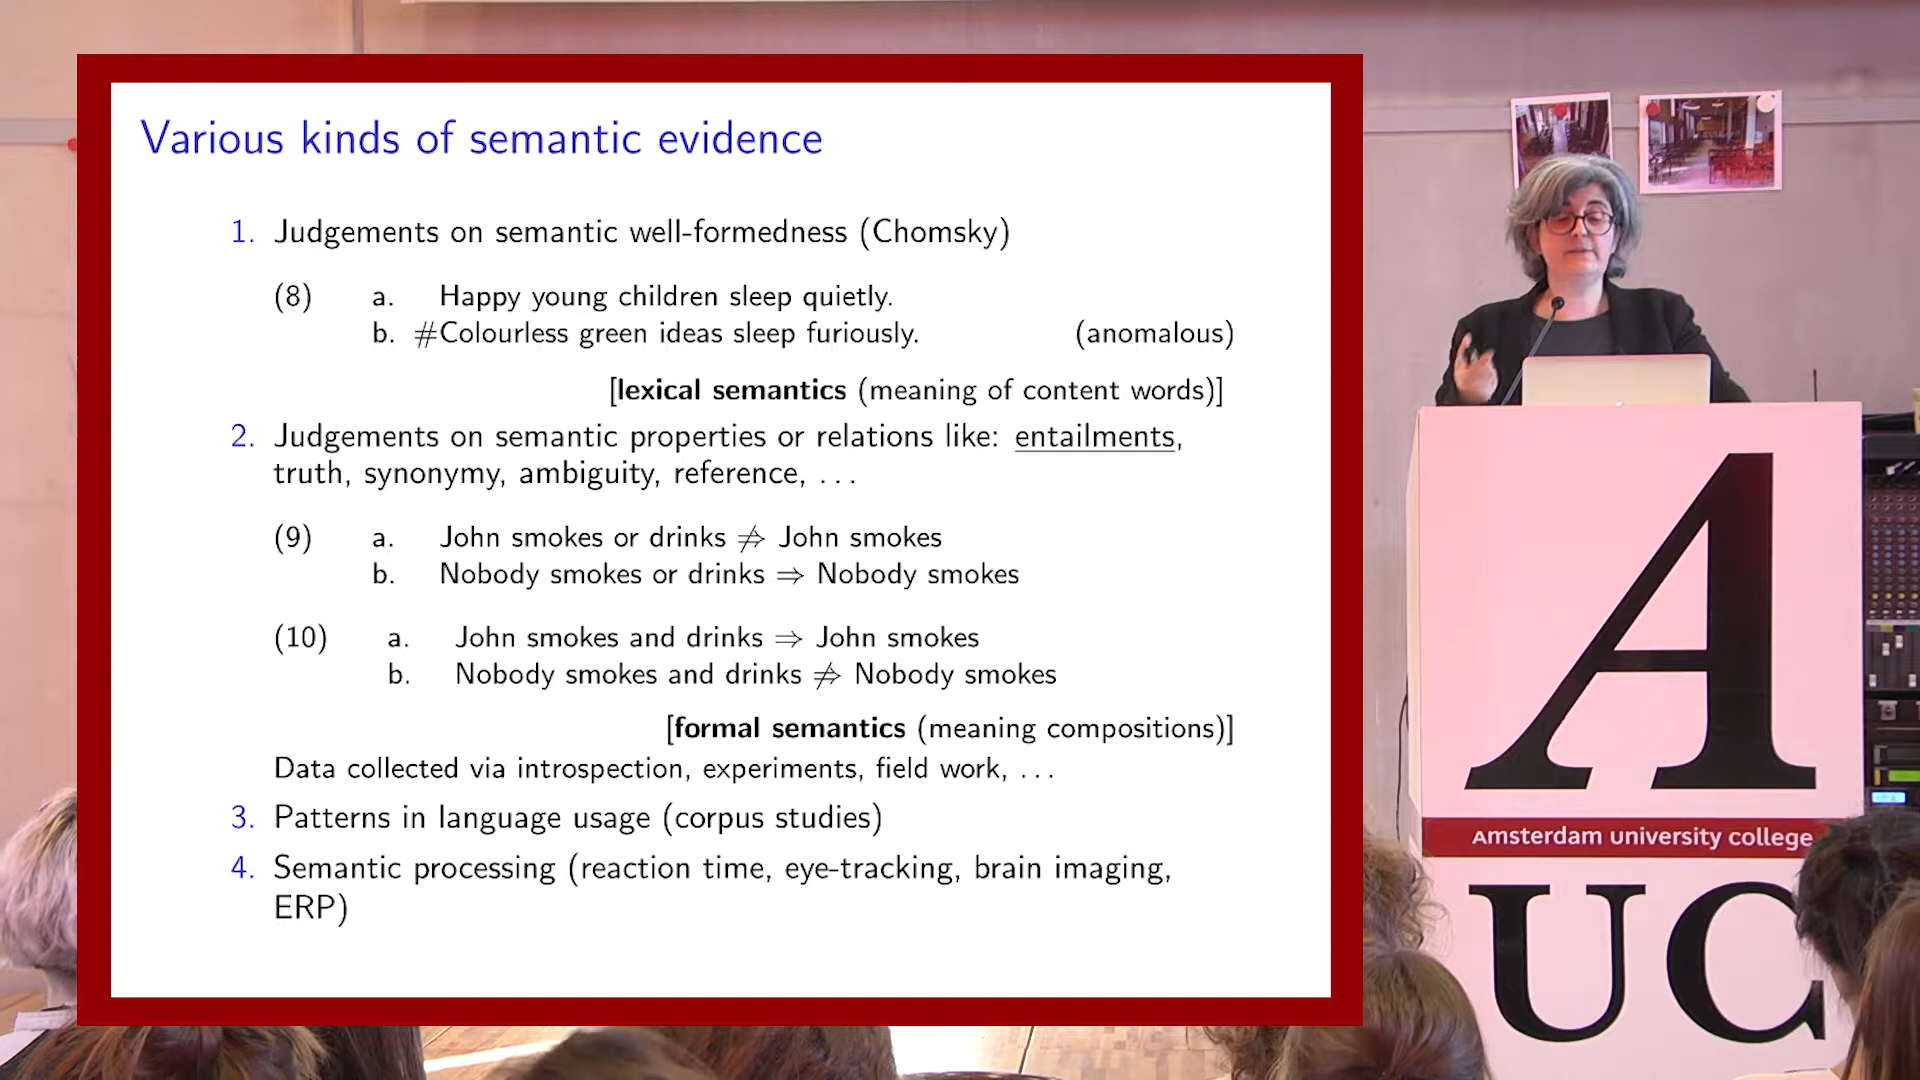 Various kinds of semantic evidence
1. Judgements on semantic well-formedness (Chomsky)
(8) a. Happy young children sleep quietly.
b. #Colourless green ideas sleep furiously. (anomalous)
[lexical semantics (meaning of content words)]
2. Judgements on semantic properties or relations like: entailments,
truth, synonymy, ambiguity, reference, ...
(9) a. John smokes or drinks ⇏ John smokes
b. Nobody smokes or drinks ⇒ Nobody smokes
(10) a. John smokes and drinks ⇒ John smokes
b. Nobody smokes and drinks ⇏ Nobody smokes
[formal semantics (meaning compositions)]
Data collected via introspection, experiments, field work, ...
3. Patterns in language usage (corpus studies)
4. Semantic processing (reaction time, eye-tracking, brain imaging,
ERP)
A
Amsterdam university college
UC